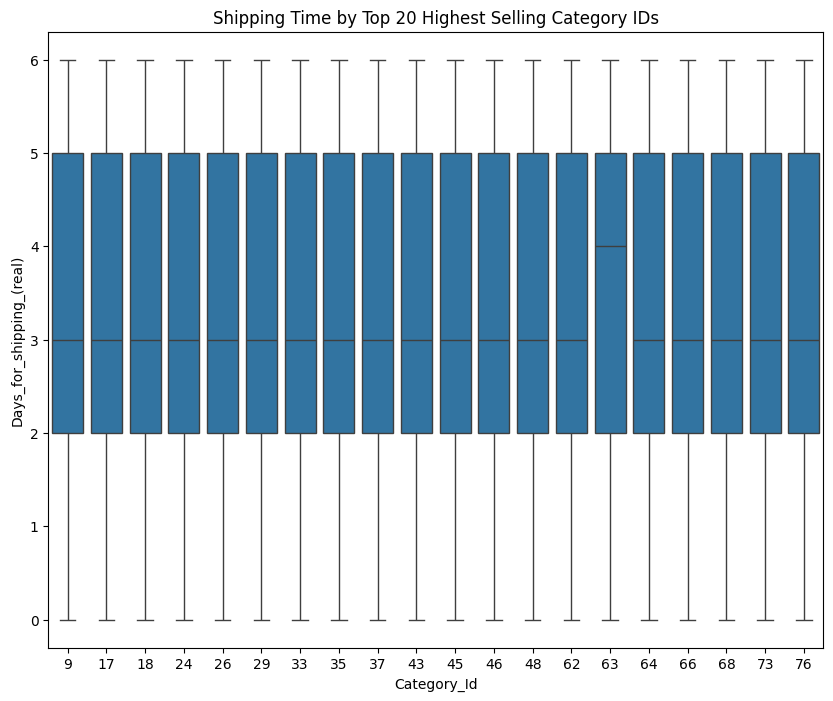 Shipping Time by Top 20 Highest Selling Category IDs
Days_for_shipping_(real)
6
5
4
3
2
1
0
9 17 18 24 26 29 33 35 37 43 45 46 48 62 63 64 66 68 73 76
Category_Id